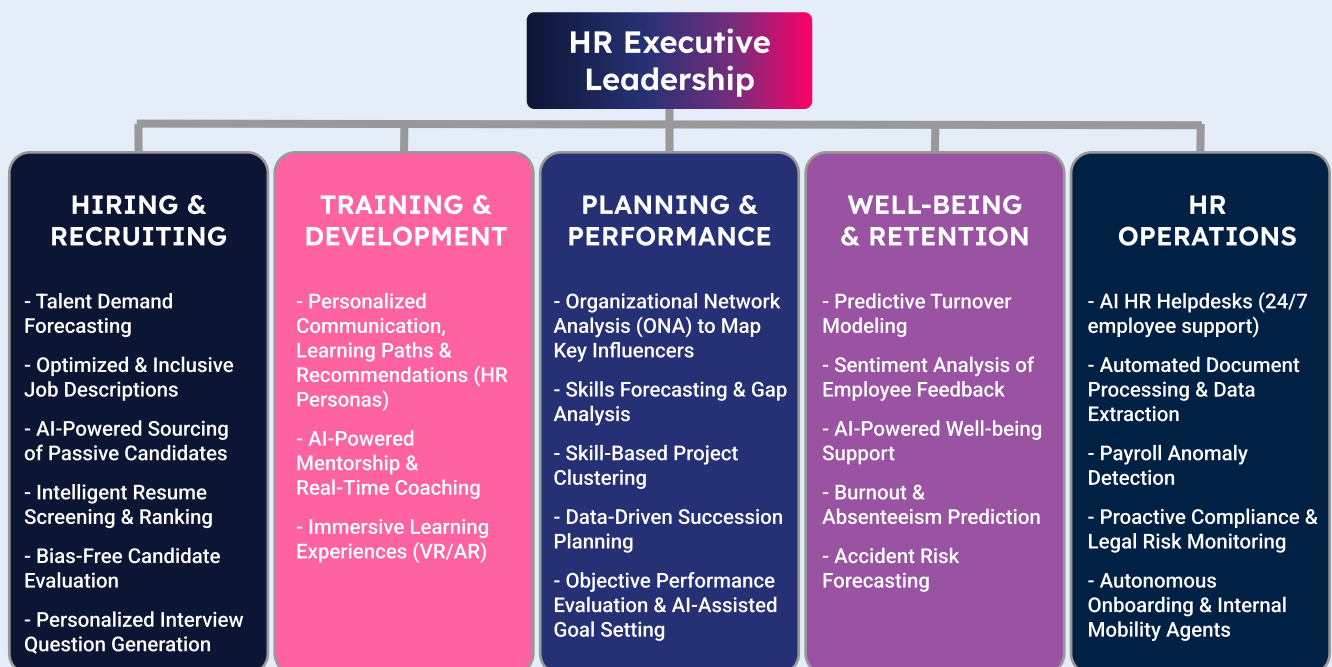 HR Executive
Leadership
HIRING &
RECRUITING
- Talent Demand
Forecasting
- Optimized & Inclusive
Job Descriptions
- AI-Powered Sourcing
of Passive Candidates
- Intelligent Resume
Screening & Ranking
- Bias-Free Candidate
Evaluation
- Personalized Interview
Question Generation
TRAINING &
DEVELOPMENT
- Personalized
Communication,
Learning Paths &
Recommendations (HR
Personas)
- AI-Powered
Mentorship &
Real-Time Coaching
- Immersive Learning
Experiences (VR/AR)
PLANNING &
PERFORMANCE
- Organizational Network
Analysis (ONA) to Map
Key Influencers
- Skills Forecasting & Gap
Analysis
- Skill-Based Project
Clustering
- Data-Driven Succession
Planning
- Objective Performance
Evaluation & AI-Assisted
Goal Setting
WELL-BEING
& RETENTION
- Predictive Turnover
Modeling
- Sentiment Analysis of
Employee Feedback
- AI-Powered Well-being
Support
- Burnout &
Absenteeism Prediction
- Accident Risk
Forecasting
HR
OPERATIONS
- AI HR Helpdesks (24/7
employee support)
- Automated Document
Processing & Data
Extraction
- Payroll Anomaly
Detection
- Proactive Compliance &
Legal Risk Monitoring
- Autonomous
Onboarding & Internal
Mobility Agents